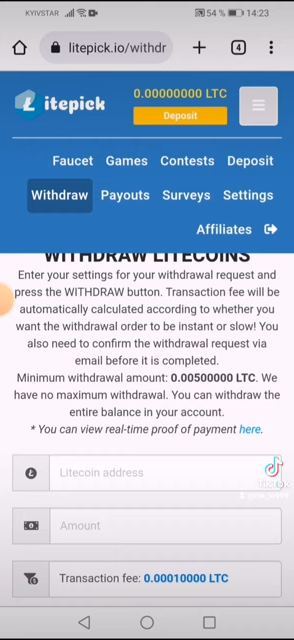 KYIVSTAR 54 % 14:23
litepick.io/withdr 4
itepick 0.00000000 LTC
Deposit
Faucet Games Contests Deposit
Withdraw Payouts Surveys Settings
Affiliates
WITHDRAW LITECOINS
Enter your settings for your withdrawal request and
press the WITHDRAW button. Transaction fee will be
automatically calculated according to whether you
want the withdrawal order to be instant or slow! You
also need to confirm the withdrawal request via
email before it is completed.
Minimum withdrawal amount: 0.00500000 LTC. We
have no maximum withdrawal. You can withdraw the
entire balance in your account.
* You can view real-time proof of payment here.
Litecoin address
TikTok
Amount
Transaction fee: 0.00010000 LTC